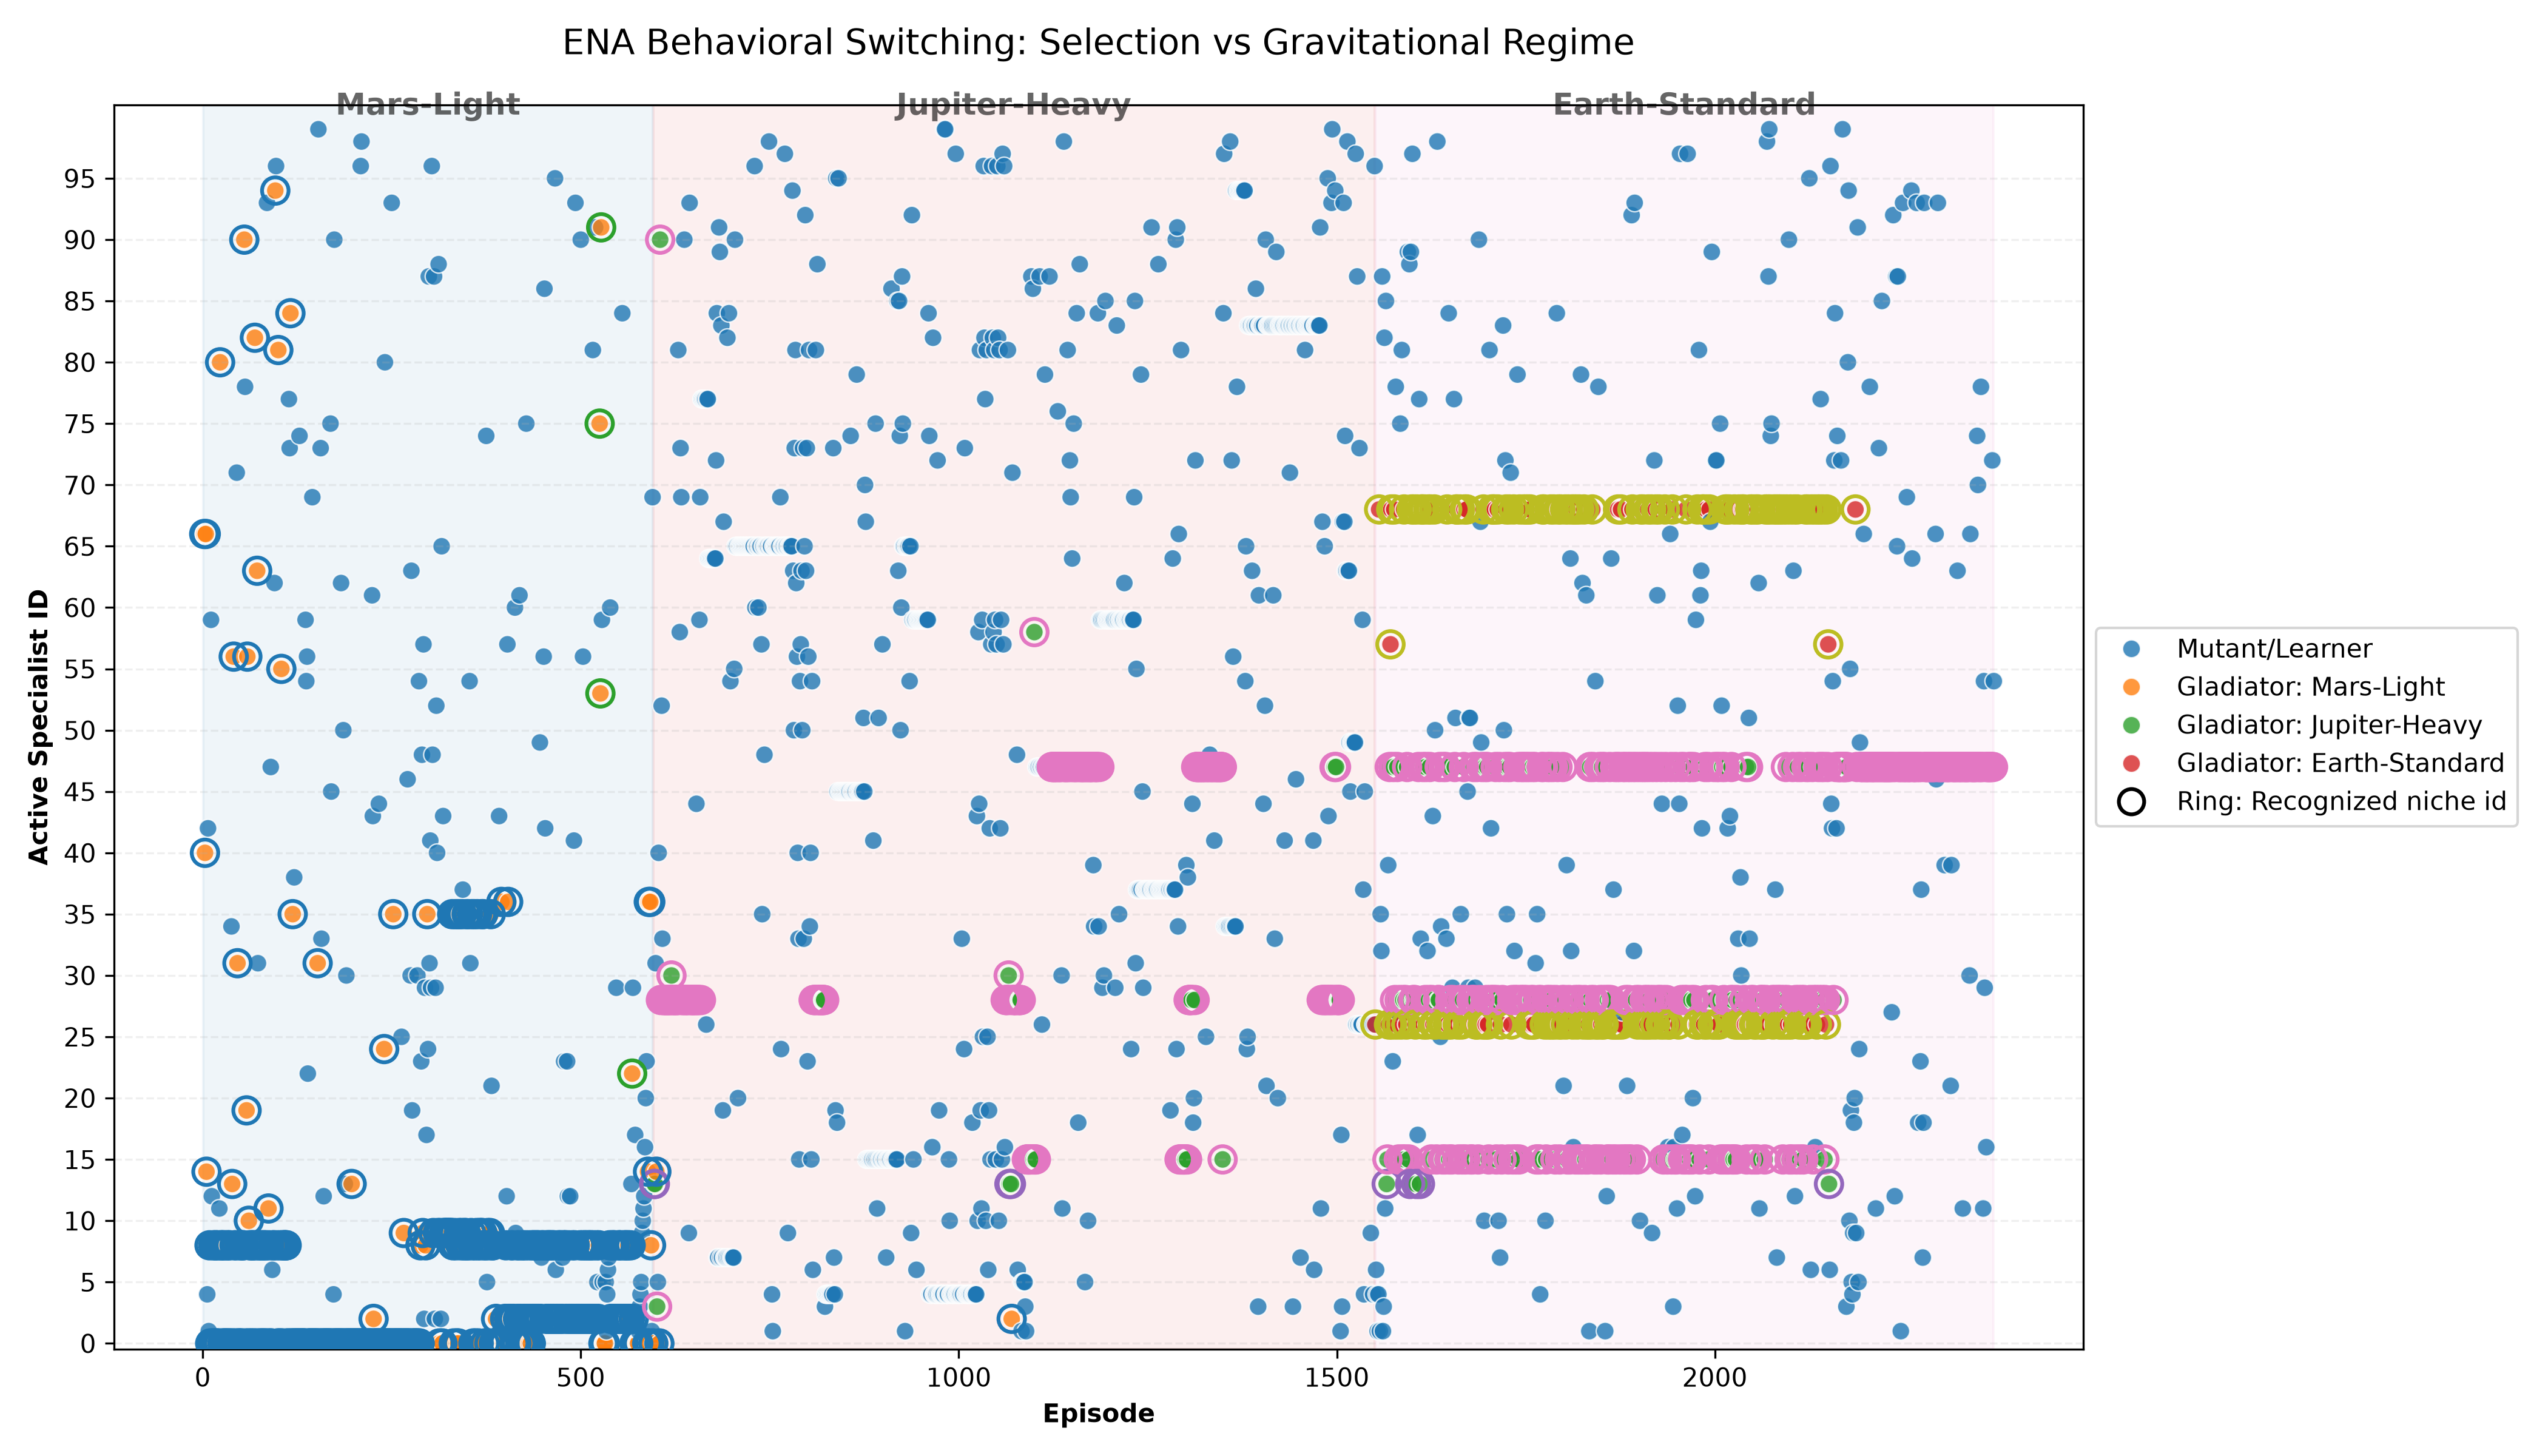 ENA Behavioral Switching: Selection vs Gravitational Regime
Mars-Light
Jupiter-Heavy
Earth-Standard
Active Specialist ID
95
90
85
80
75
70
65
60
55
50
45
40
35
30
25
20
15
10
5
0
0
500
1000
1500
2000
Episode
Mutant/Learner
Gladiator: Mars-Light
Gladiator: Jupiter-Heavy
Gladiator: Earth-Standard
Ring: Recognized niche id